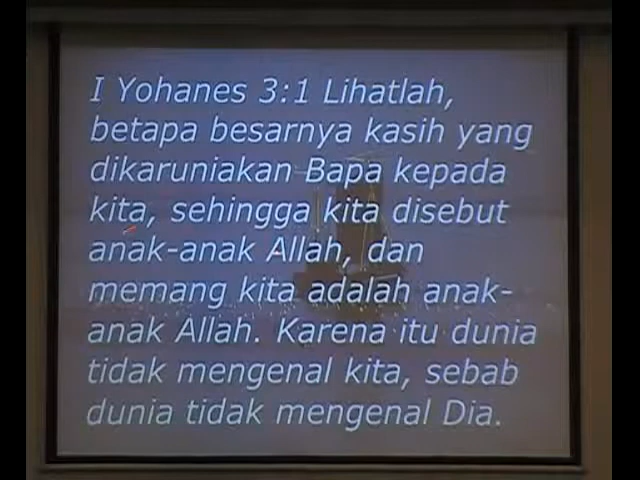 I Yohanes 3:1 Lihatlah,
betapa besarnya kasih yang
dikaruniakan Bapa kepada
kita, sehingga kita disebut
anak-anak Allah, dan
memang kita adalah anak-
anak Allah. Karena itu dunia
tidak mengenal kita, sebab
dunia tidak mengenal Dia.